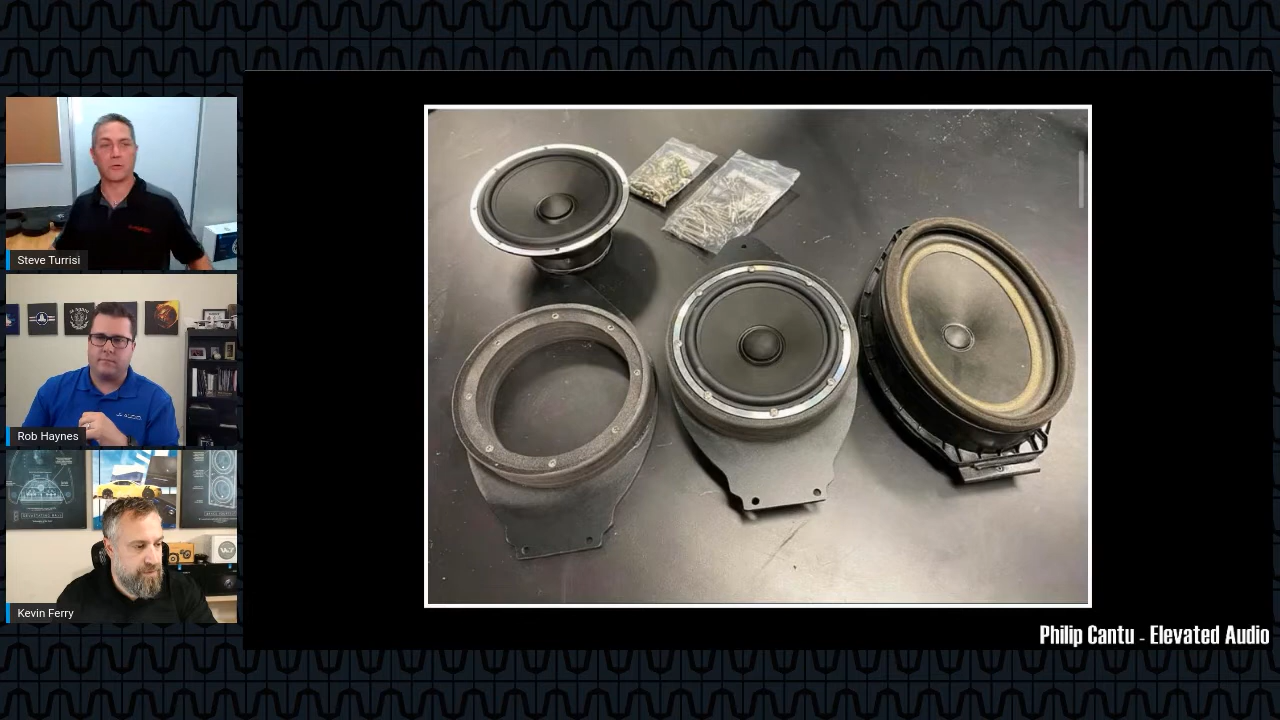 Steve Turrisi
Rob Haynes
Kevin Ferry
Philip Cantu - Elevated Audio